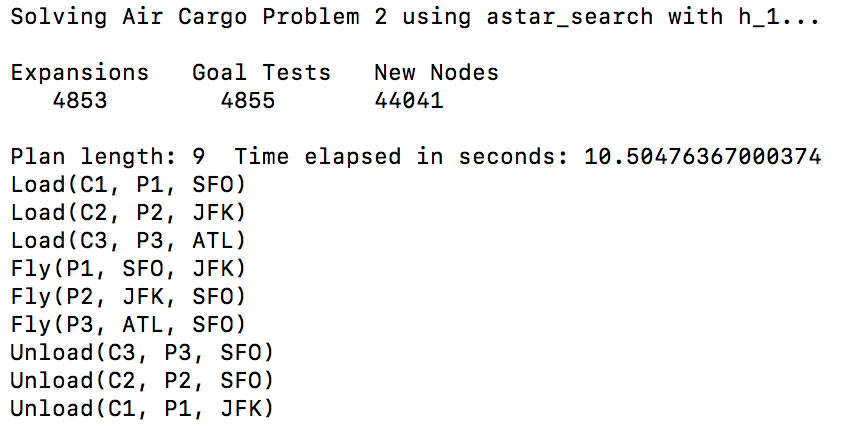 Solving Air Cargo Problem 2 using astar_search with h_1...
Expansions   Goal Tests   New Nodes
4853        4855       44041
Plan length: 9  Time elapsed in seconds: 10.50476367000374
Load(C1, P1, SFO)
Load(C2, P2, JFK)
Load(C3, P3, ATL)
Fly(P1, SFO, JFK)
Fly(P2, JFK, SFO)
Fly(P3, ATL, SFO)
Unload(C3, P3, SFO)
Unload(C2, P2, SFO)
Unload(C1, P1, JFK)